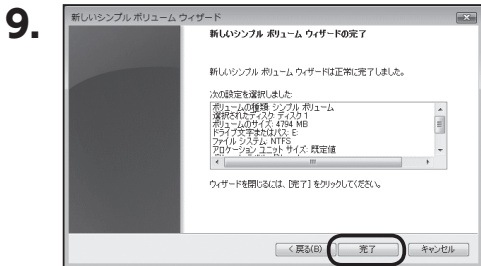 9.
新しいシンプル ボリューム ウィザード
新しいシンプル ボリューム ウィザードの完了
新しいシンプル ボリューム ウィザードは正常に完了しました。
次の設定を選択しました:
ボリュームの種類: シンプル ボリューム
選択されたディスク: ディスク 1
ボリュームのサイズ: 4794 MB
ドライブ文字またはパス: E:
ファイル システム: NTFS
アロケーション ユニット サイズ: 既定値
ウィザードを閉じるには、[完了] をクリックしてください。
< 戻る(B)
完了
キャンセル